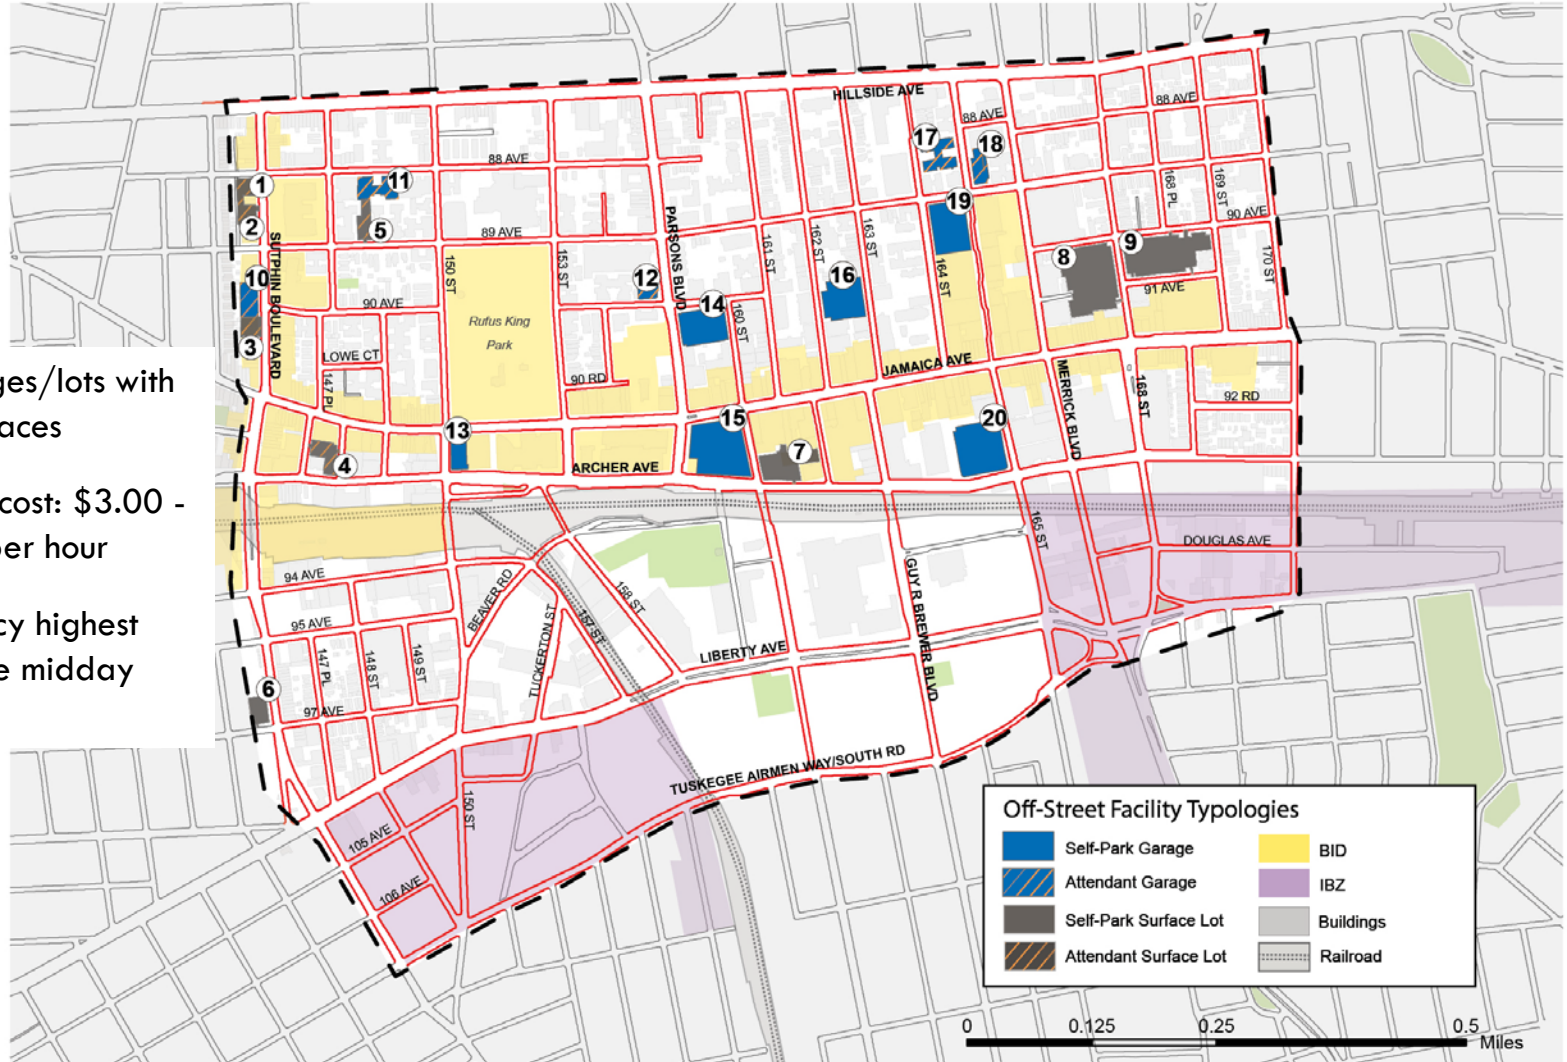 HILLSIDE AVE
88 AVE
88 AVE
88 AVE
17
18
1
11
2
5
SUTPHIN BOULEVARD
89 AVE
PARSONS BLVD
19
168 PL
169 ST
90 AVE
150 ST
153 ST
161 ST
162 ST
163 ST
164 ST
170 ST
8
9
10
12
14
16
90 AVE
160 ST
91 AVE
Rufus King
Park
3
LOWE CT
147 PL
90 RD
JAMAICA AVE
MERRICK BLVD
168 ST
92 RD
ges/lots with
aces
13
15
20
4
ARCHER AVE
7
cost: $3.00 -
per hour
165 ST
DOUGLAS AVE
94 AVE
BEAVER RD
158 ST
157 ST
GUY R BREWER BLVD
95 AVE
TUCKERTON ST
LIBERTY AVE
cy highest
e midday
147 PL
148 ST
149 ST
6
97 AVE
TUSKEGEE AIRMEN WAY/SOUTH RD
150 ST
105 AVE
106 AVE
Off-Street Facility Typologies
Self-Park Garage
BID
Attendant Garage
IBZ
Self-Park Surface Lot
Buildings
Attendant Surface Lot
Railroad
0 0.125 0.25 0.5
Miles